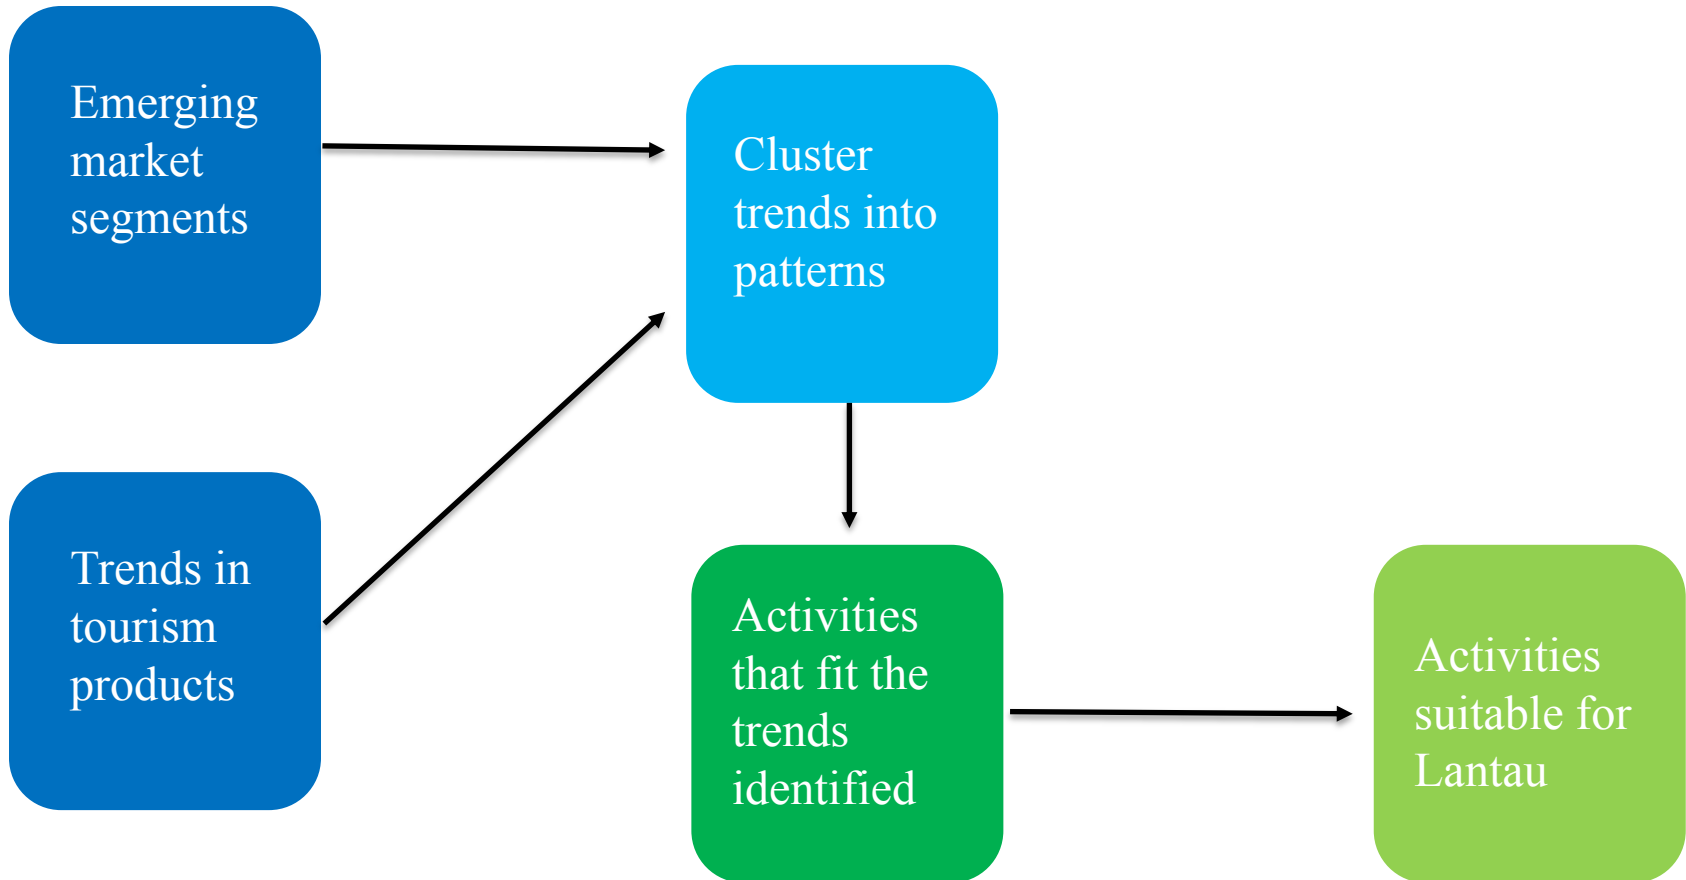 Emerging
market
segments
Cluster
trends into
patterns
Trends in
tourism
products
Activities
that fit the
trends
identified
Activities
suitable for
Lantau